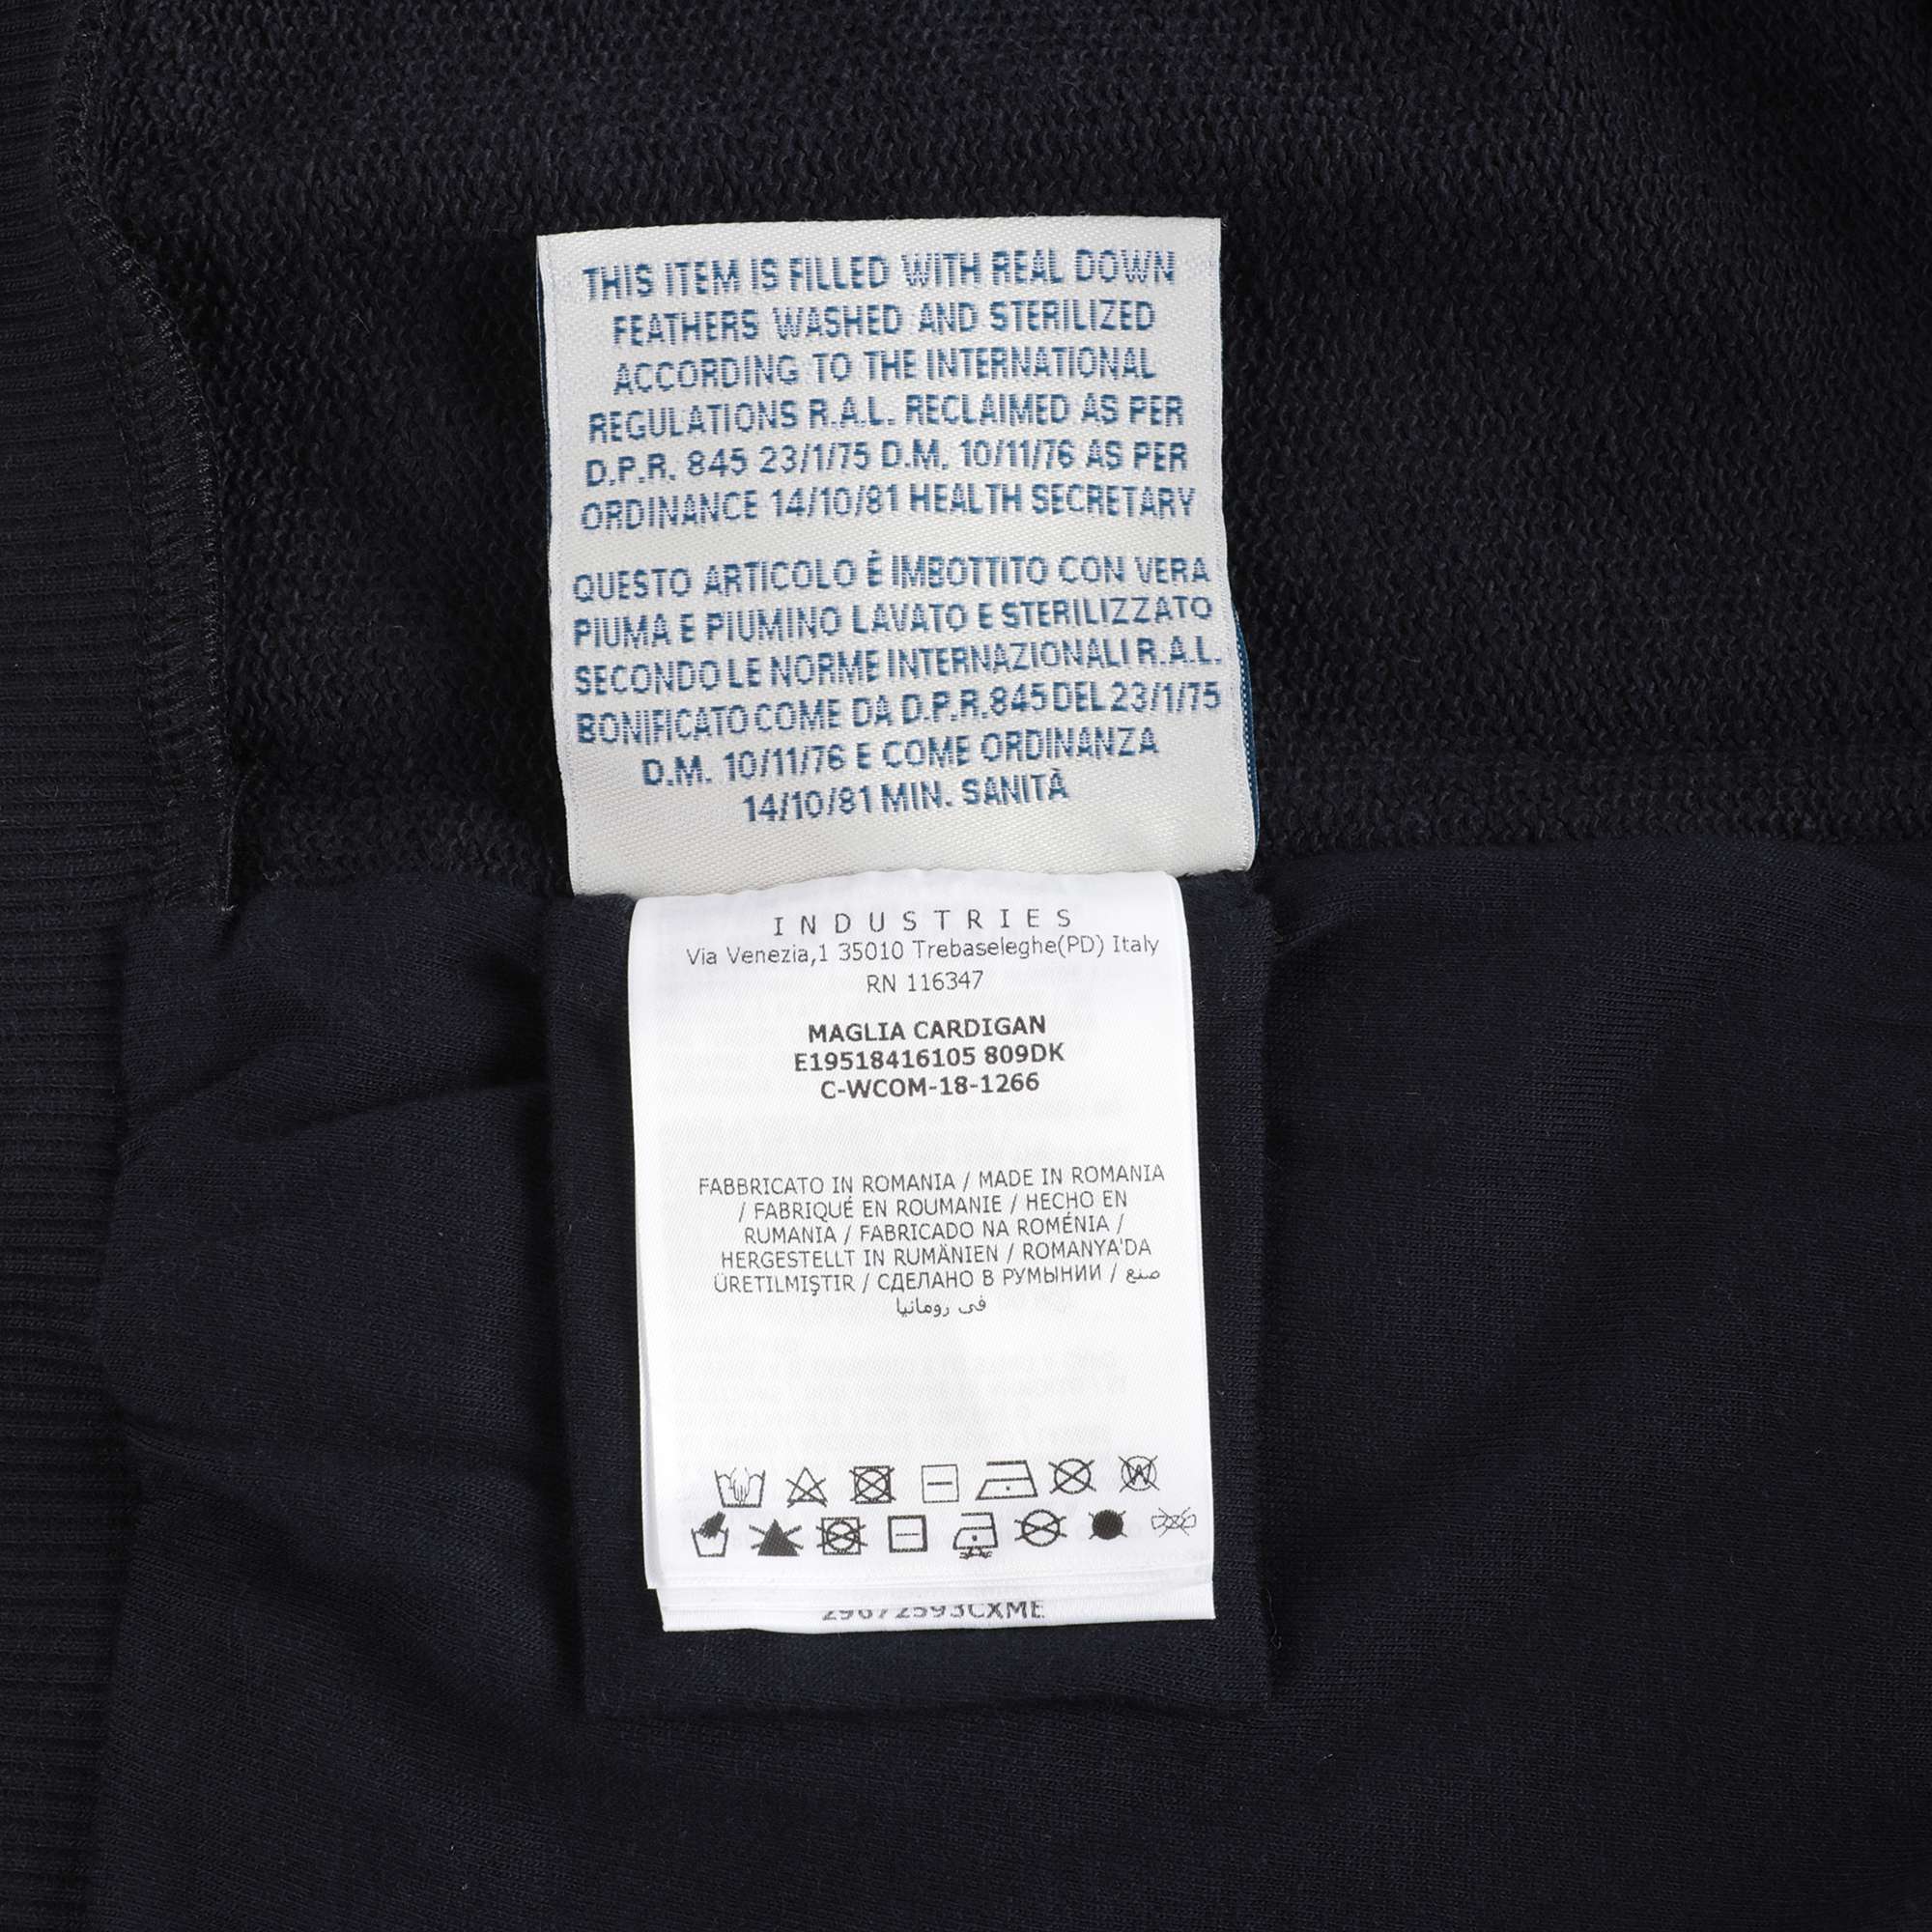 THIS ITEM IS FILLED WITH REAL DOWN
FEATHERS WASHED AND STERILIZED
ACCORDING TO THE INTERNATIONAL
REGULATIONS R.A.L. RECLAIMED AS PER
D.P.R. 845 23/1/75 D.M. 10/11/76 AS PER
ORDINANCE 14/10/81 HEALTH SECRETARY
QUESTO ARTICOLO È IMBOTTITO CON VERA
PIUMA E PIUMINO LAVATO E STERILIZZATO
SECONDO LE NORME INTERNAZIONALI R.A.L.
BONIFICATO COME DA D.P.R.845 DEL 23/1/75
D.M. 10/11/76 E COME ORDINANZA
14/10/81 MIN. SANITÀ
INDUSTRIES
Via Venezia,1 35010 Trebaseleghe(PD) Italy
RN 116347
MAGLIA CARDIGAN
E19518416105 809DK
C-WCOM-18-1266
FABBRICATO IN ROMANIA / MADE IN ROMANIA
/ FABRIQUÉ EN ROUMANIE / HECHO EN
RUMANIA / FABRICADO NA ROMÉNIA /
HERGESTELLT IN RUMÄNIEN / ROMANYA'DA
ÜRETILMIŞTIR / СДЕЛАНО В РУМЫНИИ / صنع
في رومانيا
W
29672593CXME